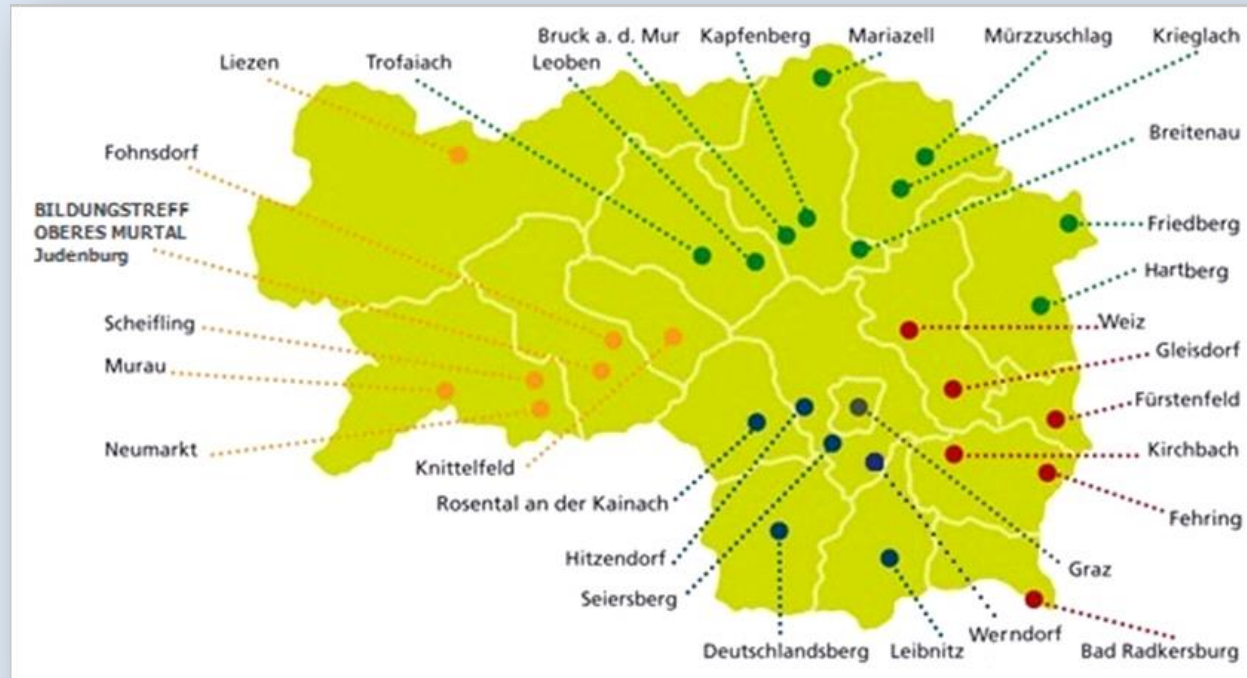 Bruck a. d. Mur
Kapfenberg
Mariazell
Mürzzuschlag
Krieglach
Liezen
Trofaiach
Leoben
Breitenau
Fohnsdorf
BILDUNGSTREFF
OBERES MURTAL
Judenburg
Friedberg
Hartberg
Scheifling
Weiz
Gleisdorf
Murau
Fürstenfeld
Neumarkt
Kirchbach
Knittelfeld
Rosental an der Kainach
Fehring
Hitzendorf
Graz
Seiersberg
Werndorf
Deutschlandsberg
Leibnitz
Bad Radkersburg